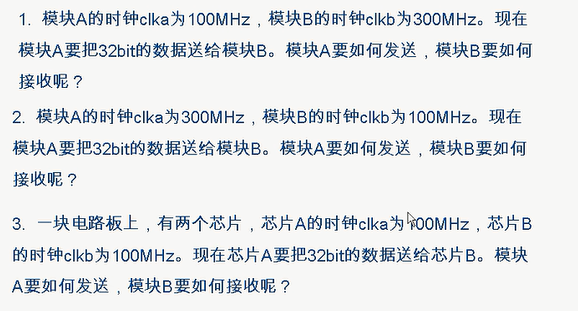 1. 模块A的时钟clka为100MHz，模块B的时钟clkb为300MHz。现在
模块A要把32bit的数据送给模块B。模块A要如何发送，模块B要如何
接收呢？
2. 模块A的时钟clka为300MHz，模块B的时钟clkb为100MHz。现在
模块A要把32bit的数据送给模块B。模块A要如何发送，模块B要如何
接收呢？
3. 一块电路板上，有两个芯片，芯片A的时钟clka为00MHz，芯片B
的时钟clkb为100MHz。现在芯片A要把32bit的数据送给芯片B。模块
A要如何发送，模块B要如何接收呢？